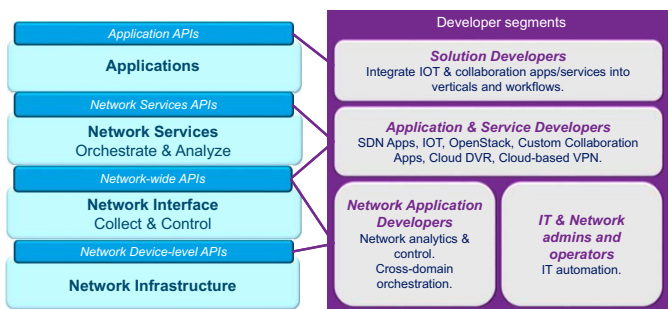 Application APIs
Applications
Network Services APIs
Network Services
Orchestrate & Analyze
Network-wide APIs
Network Interface
Collect & Control
Network Device-level APIs
Network Infrastructure
Developer segments
Solution Developers
Integrate IOT & collaboration apps/services into
verticals and workflows.
Application & Service Developers
SDN Apps, IOT, OpenStack, Custom Collaboration
Apps, Cloud DVR, Cloud-based VPN.
Network Application
Developers
Network analytics &
control.
Cross-domain
orchestration.
IT & Network
admins and
operators
IT automation.